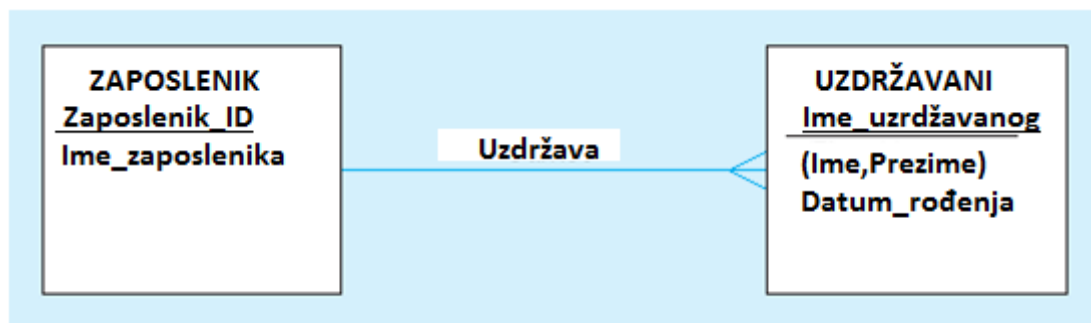 ZAPOSLENIK
Zaposlenik_ID
Ime_zaposlenika
Uzdržava
UZDRŽAVANI
Ime_uzrdžavanog
(Ime,Prezime)
Datum_rođenja